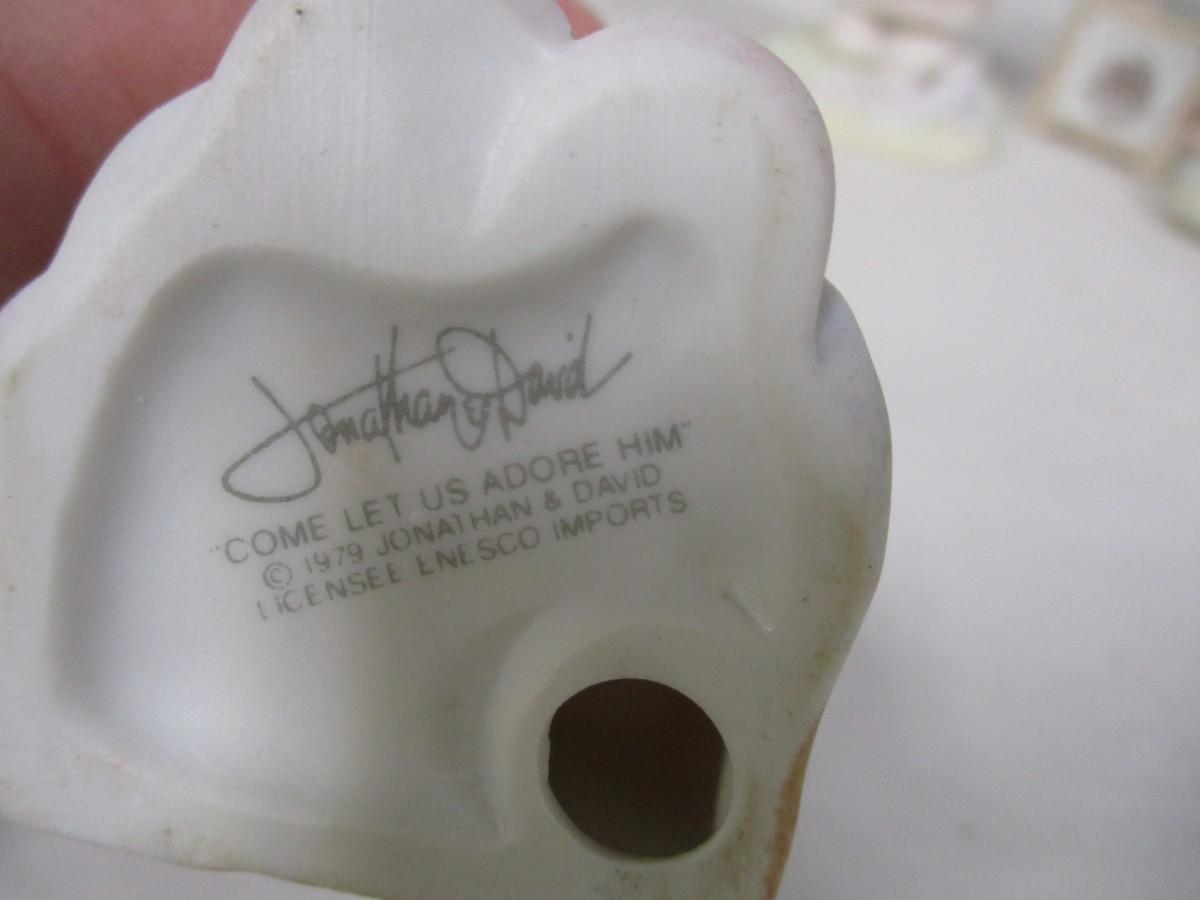 Jonathan & David
"COME LET US ADORE HIM"
© 1979 JONATHAN & DAVID
LICENSEE ENESCO IMPORTS